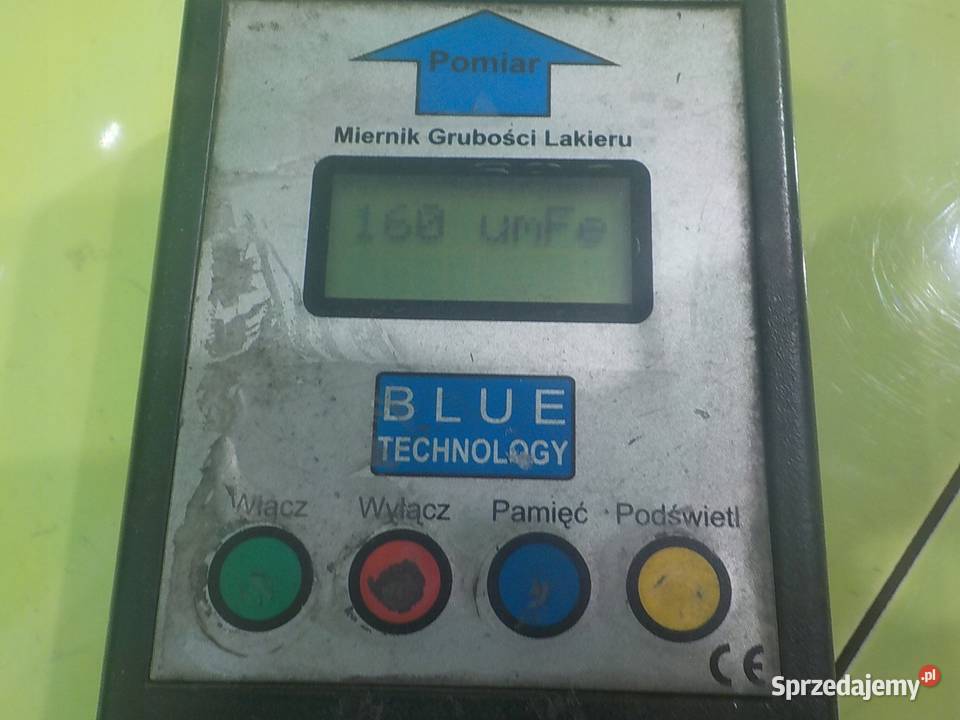 Pomiar
Miernik Grubości Lakieru
160 umFe
BLUE
TECHNOLOGY
Włącz Wyłącz Pamięć Podświetl
CE
Sprzedajemy.pl